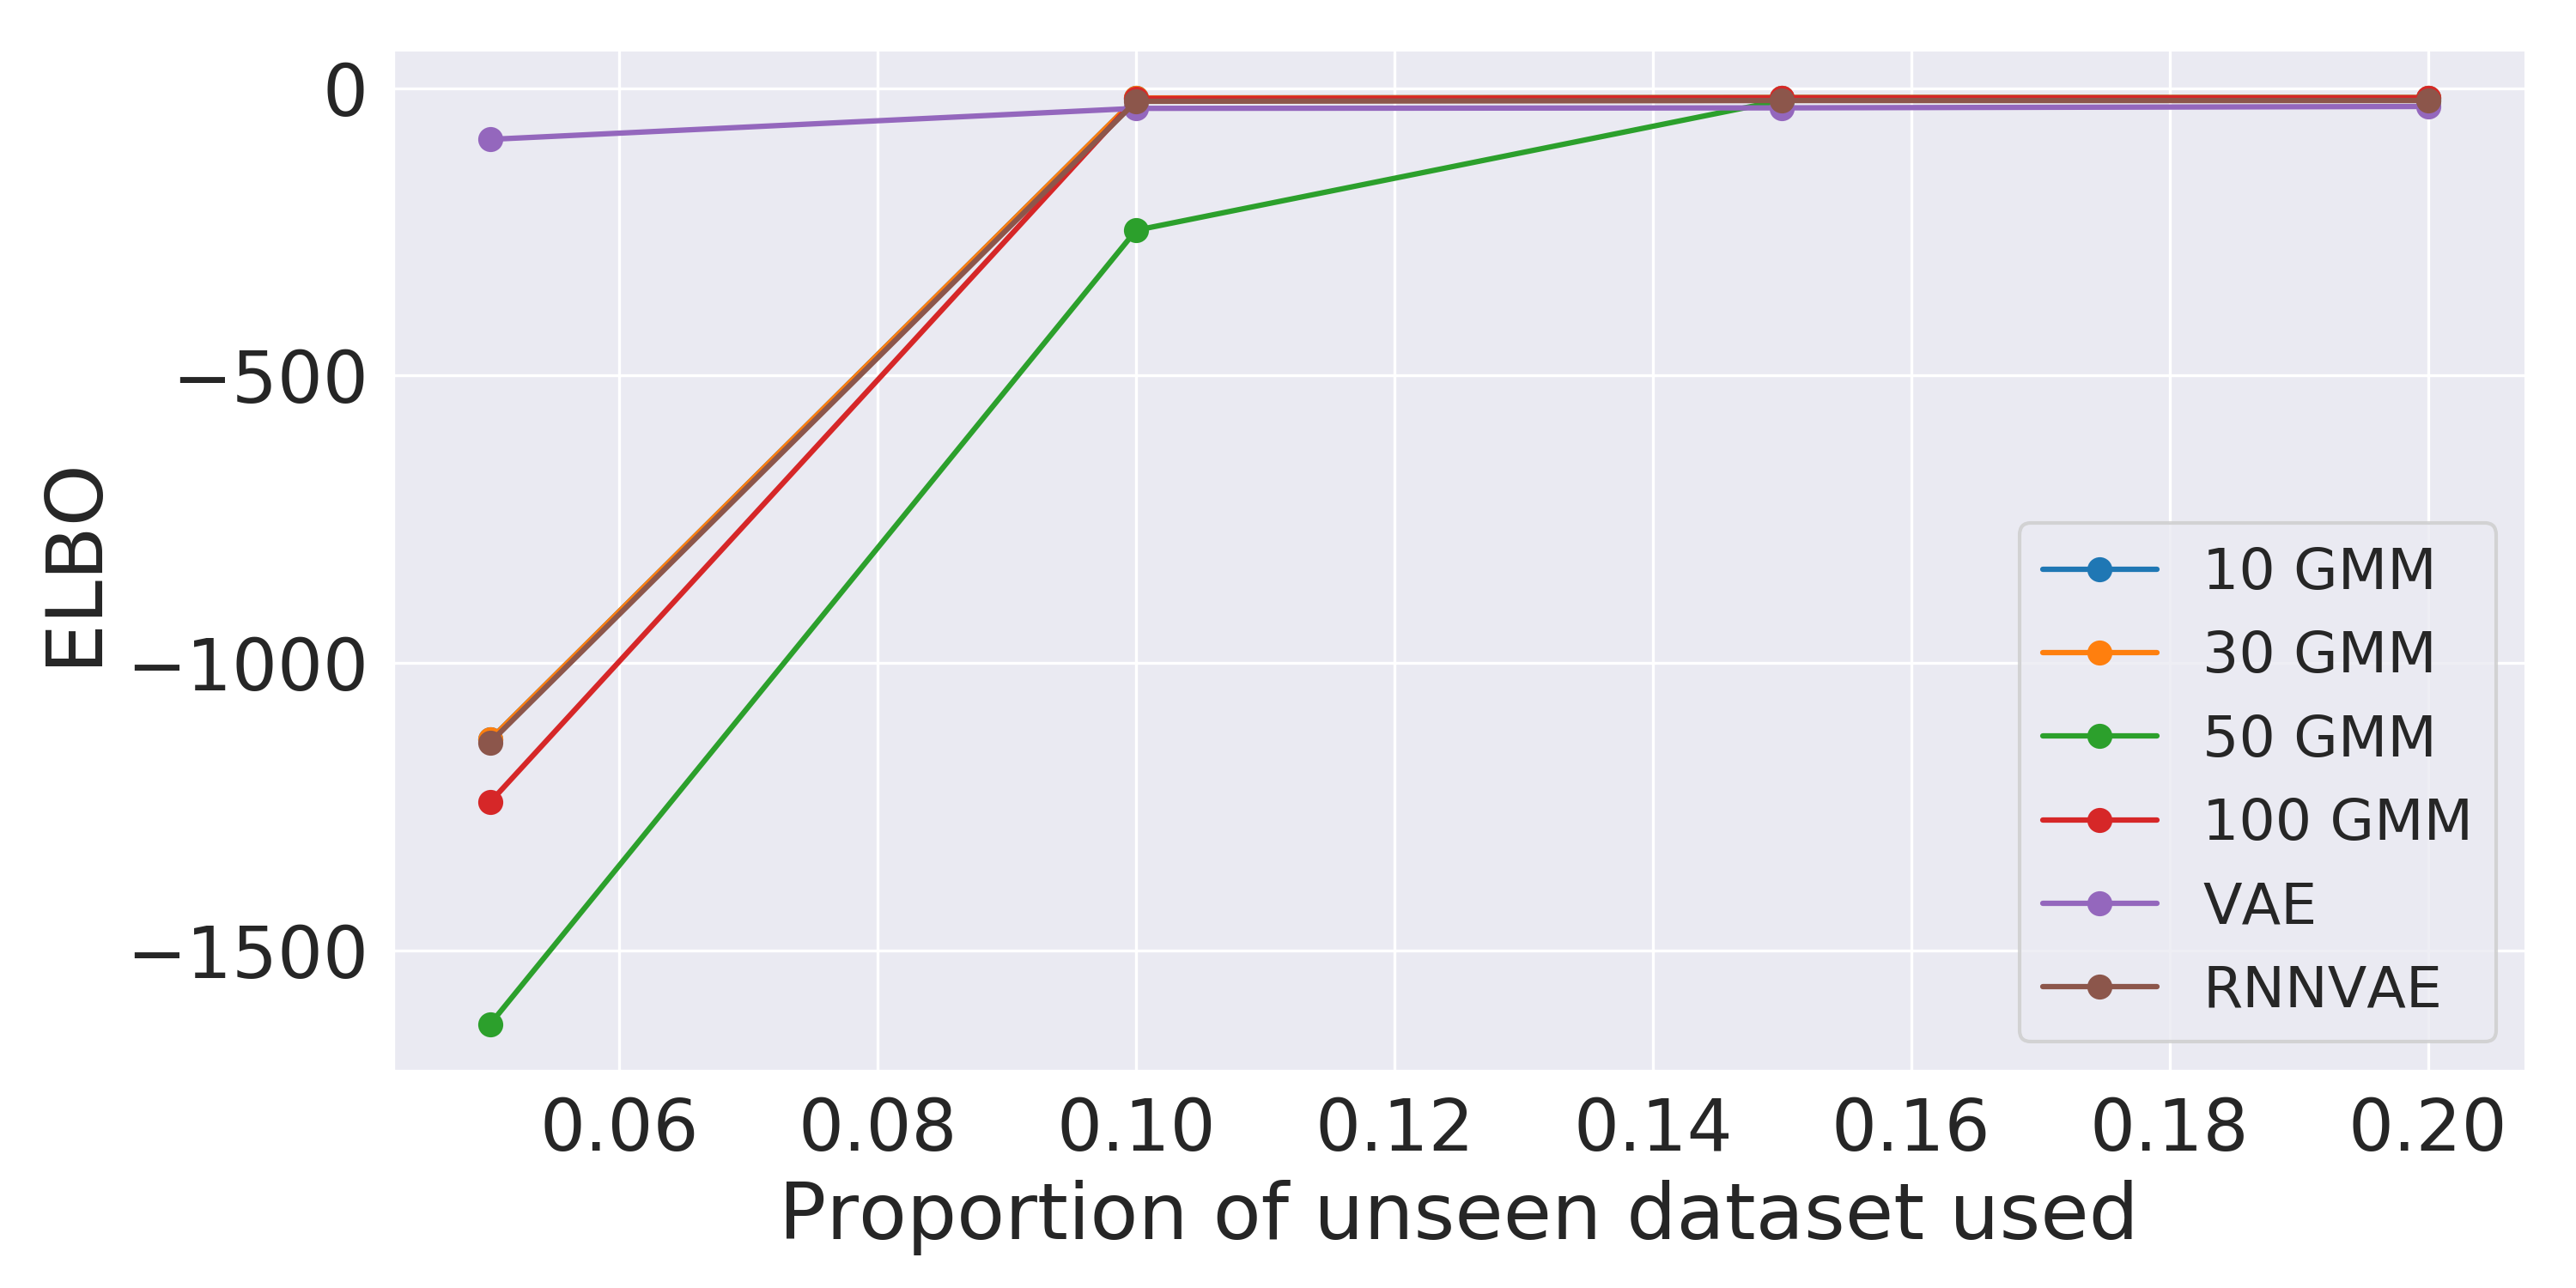 0
−500
−1000
−1500
ELBO
0.06 0.08 0.10 0.12 0.14 0.16 0.18 0.20
Proportion of unseen dataset used
10 GMM
30 GMM
50 GMM
100 GMM
VAE
RNNVAE